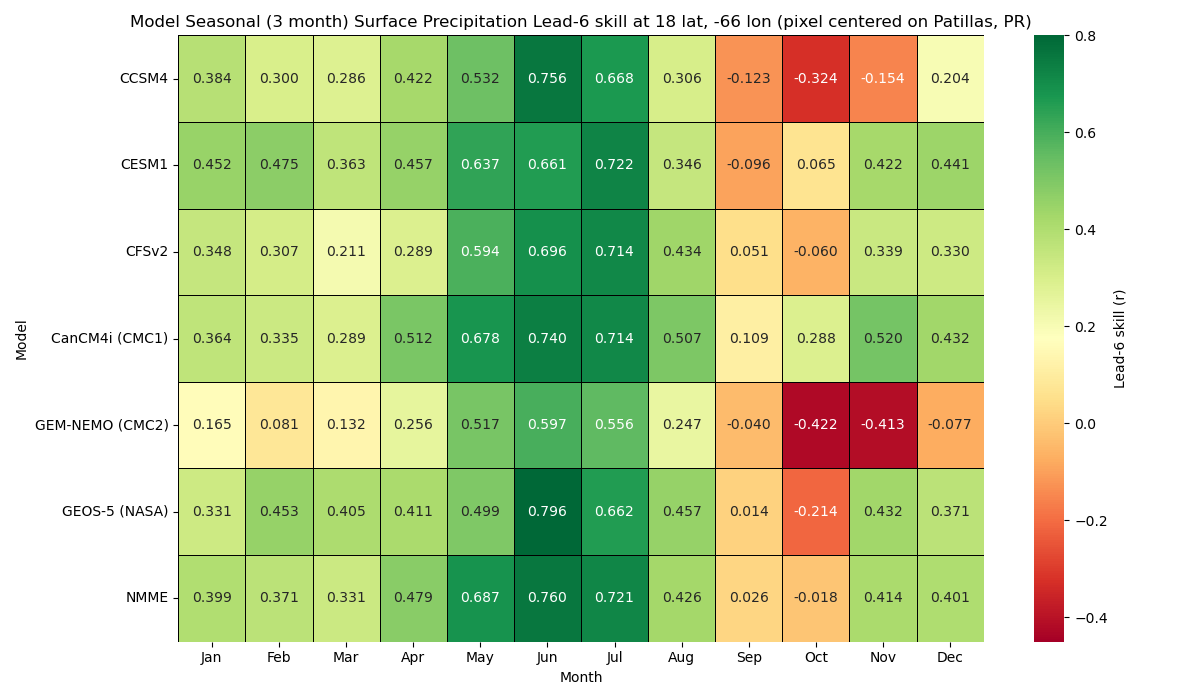 Model Seasonal (3 month) Surface Precipitation Lead-6 skill at 18 lat, -66 lon (pixel centered on Patillas, PR)
CCSM4 0.384 0.300 0.286 0.422 0.532 0.756 0.668 0.306 -0.123 -0.324 -0.154 0.204
CESM1 0.452 0.475 0.363 0.457 0.637 0.661 0.722 0.346 -0.096 0.065 0.422 0.441
CFSv2 0.348 0.307 0.211 0.289 0.594 0.696 0.714 0.434 0.051 -0.060 0.339 0.330
CanCM4i (CMC1) 0.364 0.335 0.289 0.512 0.678 0.740 0.714 0.507 0.109 0.288 0.520 0.432
GEM-NEMO (CMC2) 0.165 0.081 0.132 0.256 0.517 0.597 0.556 0.247 -0.040 -0.422 -0.413 -0.077
GEOS-5 (NASA) 0.331 0.453 0.405 0.411 0.499 0.796 0.662 0.457 0.014 -0.214 0.432 0.371
NMME 0.399 0.371 0.331 0.479 0.687 0.760 0.721 0.426 0.026 -0.018 0.414 0.401
Jan Feb Mar Apr May Jun Jul Aug Sep Oct Nov Dec
Month
Model
0.8
0.6
0.4
0.2
0.0
−0.2
−0.4
Lead-6 skill (r)